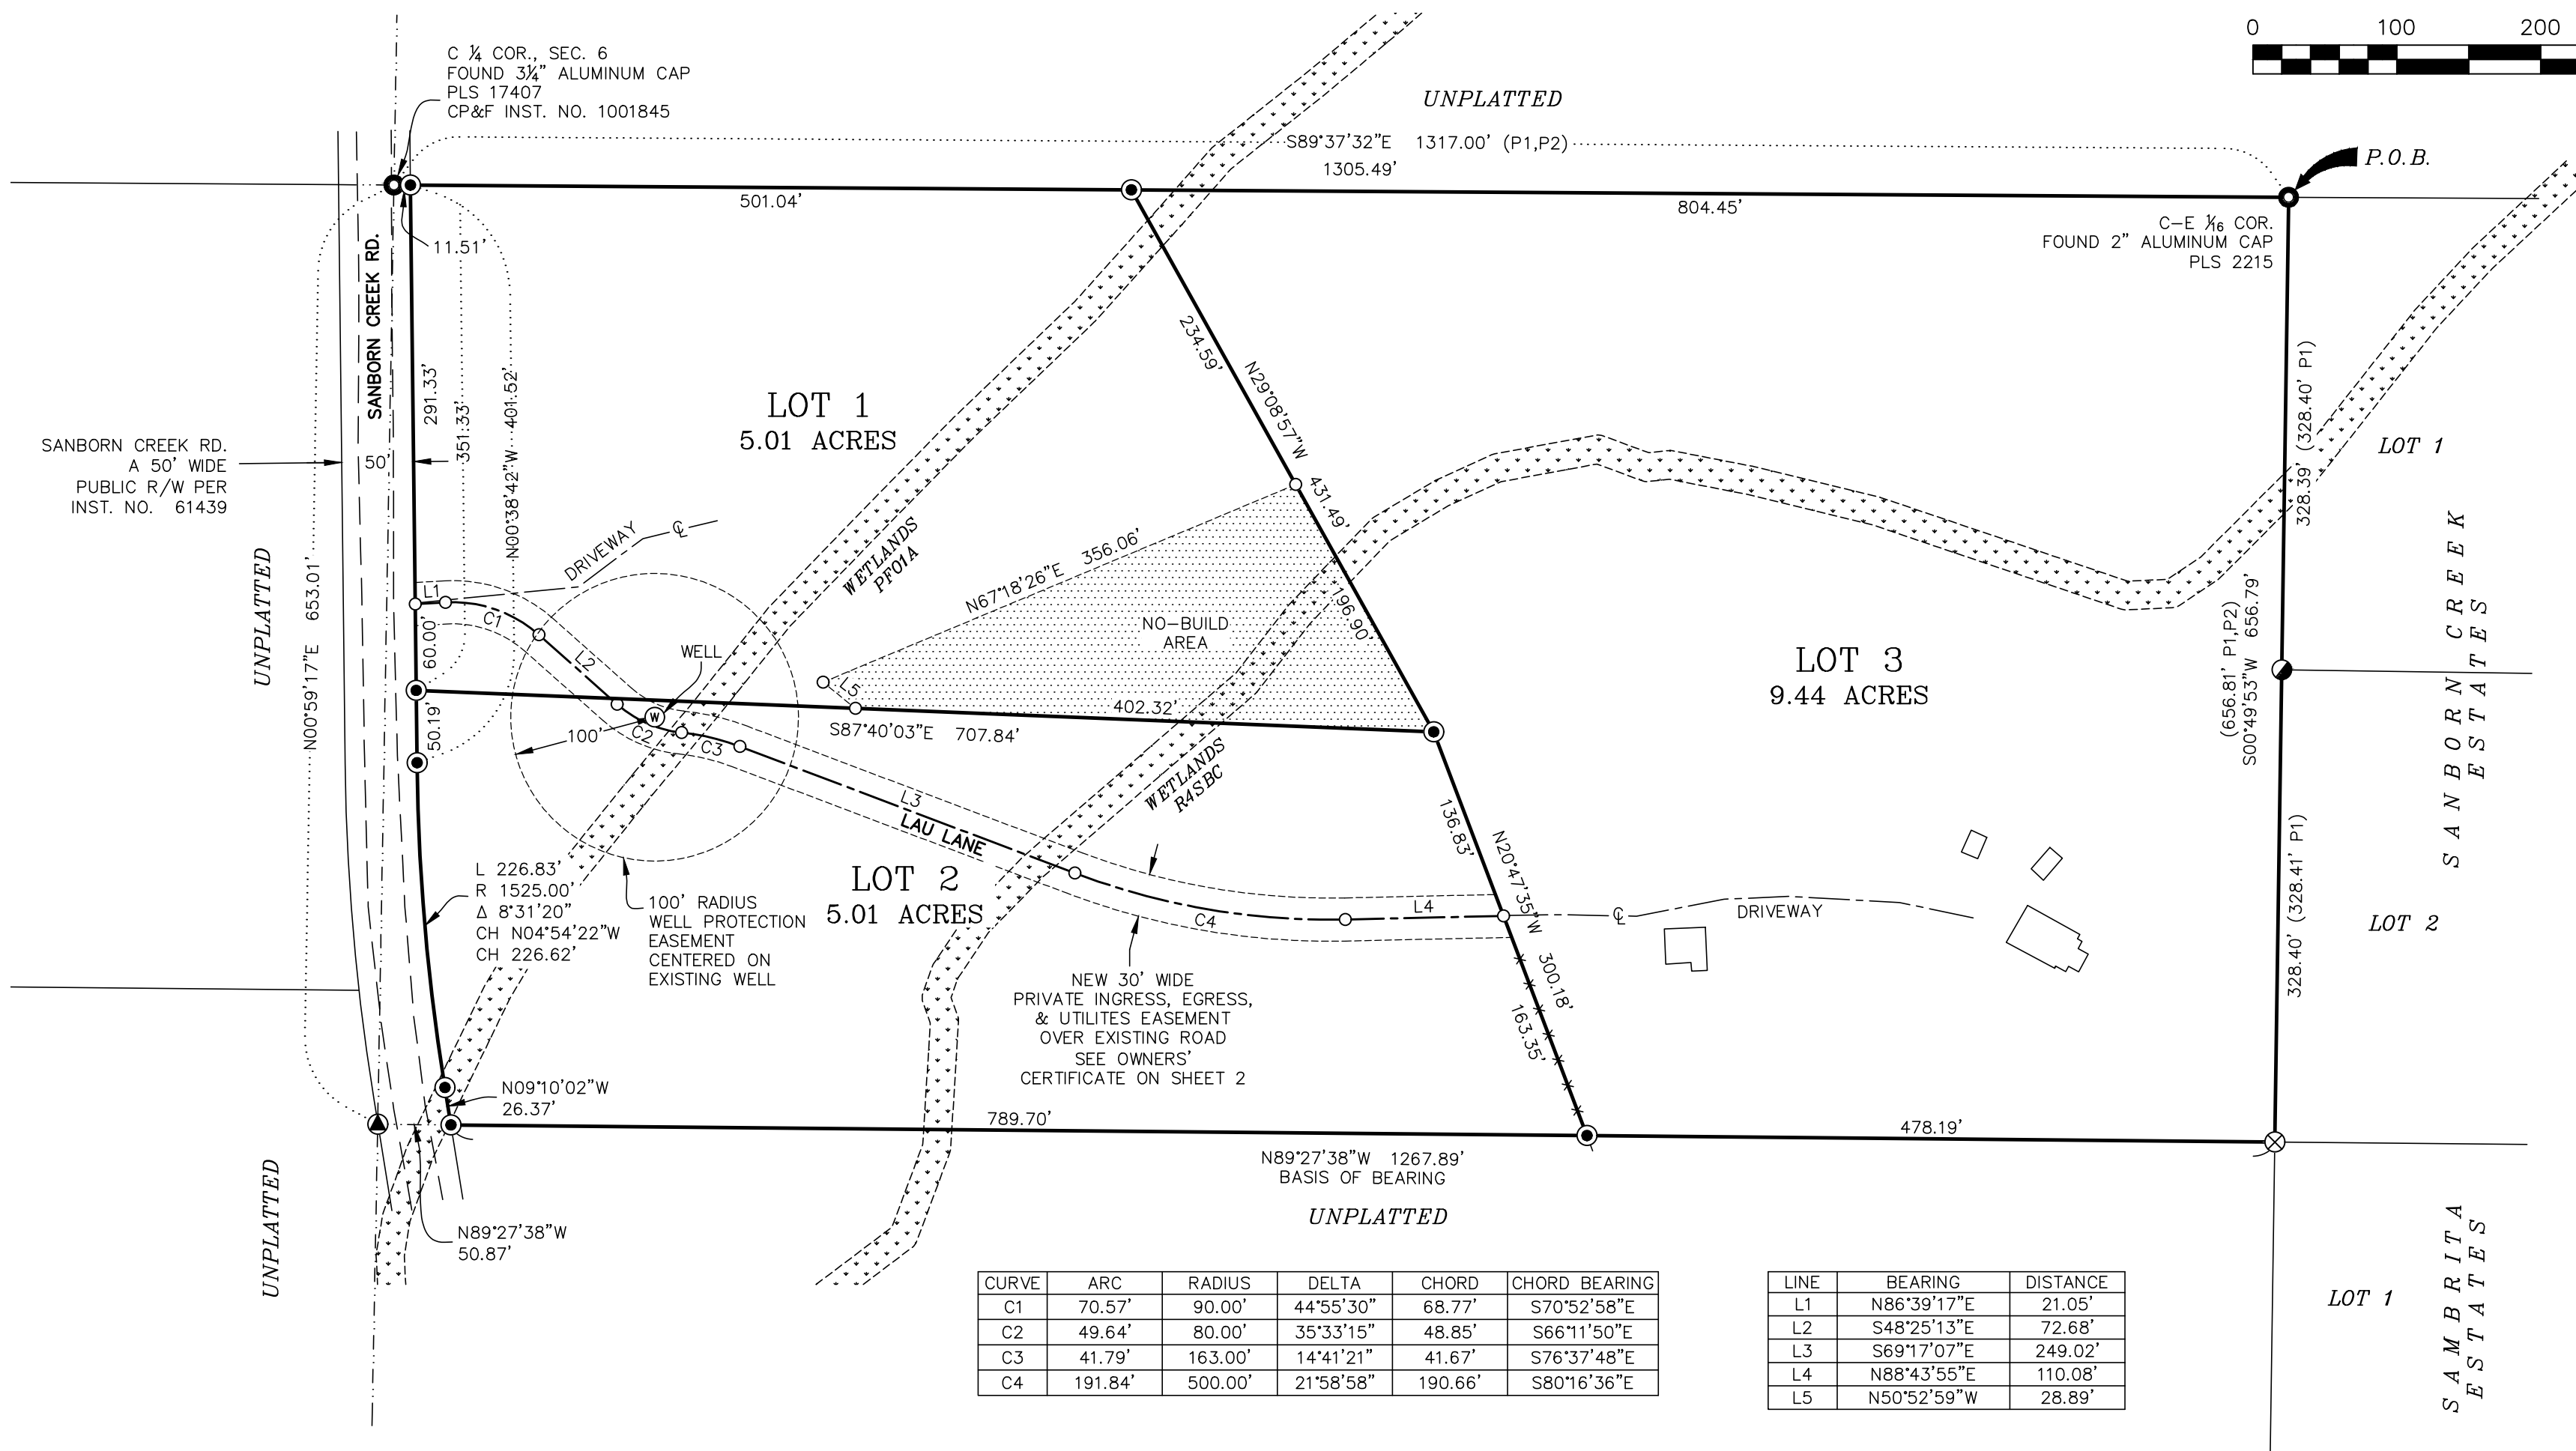 0 100 200
C ¼ COR., SEC. 6
FOUND 3¼" ALUMINUM CAP
PLS 17407
CP&F INST. NO. 1001845
UNPLATTED
S89°37'32"E 1317.00' (P1,P2)
1305.49'
P.O.B.
501.04'
804.45'
C-E 1⁄16 COR.
FOUND 2" ALUMINUM CAP
PLS 2215
11.51'
SANBORN CREEK RD.
291.33'
351.33'
N00°38'42"W 401.52'
234.59'
N29°08'57"W
431.49'
328.39' (328.40' P1)
LOT 1
5.01 ACRES
SANBORN CREEK RD.
A 50' WIDE
PUBLIC R/W PER
INST. NO. 61439
50'
LOT 1
UNPLATTED
N00°59'17"E 653.01'
DRIVEWAY
℄
WETLANDS
PF01A
N67°18'26"E 356.06'
NO-BUILD
AREA
196.90'
LOT 3
9.44 ACRES
(656.81' P1,P2)
S00°49'53"W 656.79'
SANBORN CREEK
ESTATES
L1
C1
L2
60.00'
WELL
W
L5
50.19'
100'
C2
C3
402.32'
S87°40'03"E 707.84'
WETLANDS
R4SBC
L3
LAU LANE
136.83'
N20°47'35"W
300.18'
163.35'
328.40' (328.41' P1)
LOT 2
L 226.83'
R 1525.00'
Δ 8°31'20"
CH N04°54'22"W
CH 226.62'
100' RADIUS
WELL PROTECTION
EASEMENT
CENTERED ON
EXISTING WELL
LOT 2
5.01 ACRES
C4
L4
℄
DRIVEWAY
NEW 30' WIDE
PRIVATE INGRESS, EGRESS,
& UTILITES EASEMENT
OVER EXISTING ROAD
SEE OWNERS'
CERTIFICATE ON SHEET 2
N09°10'02"W
26.37'
789.70'
478.19'
N89°27'38"W 1267.89'
BASIS OF BEARING
UNPLATTED
UNPLATTED
N89°27'38"W
50.87'
LOT 1
SAMBRITA
ESTATES
CURVE ARC RADIUS DELTA CHORD CHORD BEARING
C1 70.57' 90.00' 44°55'30" 68.77' S70°52'58"E
C2 49.64' 80.00' 35°33'15" 48.85' S66°11'50"E
C3 41.79' 163.00' 14°41'21" 41.67' S76°37'48"E
C4 191.84' 500.00' 21°58'58" 190.66' S80°16'36"E
LINE BEARING DISTANCE
L1 N86°39'17"E 21.05'
L2 S48°25'13"E 72.68'
L3 S69°17'07"E 249.02'
L4 N88°43'55"E 110.08'
L5 N50°52'59"W 28.89'